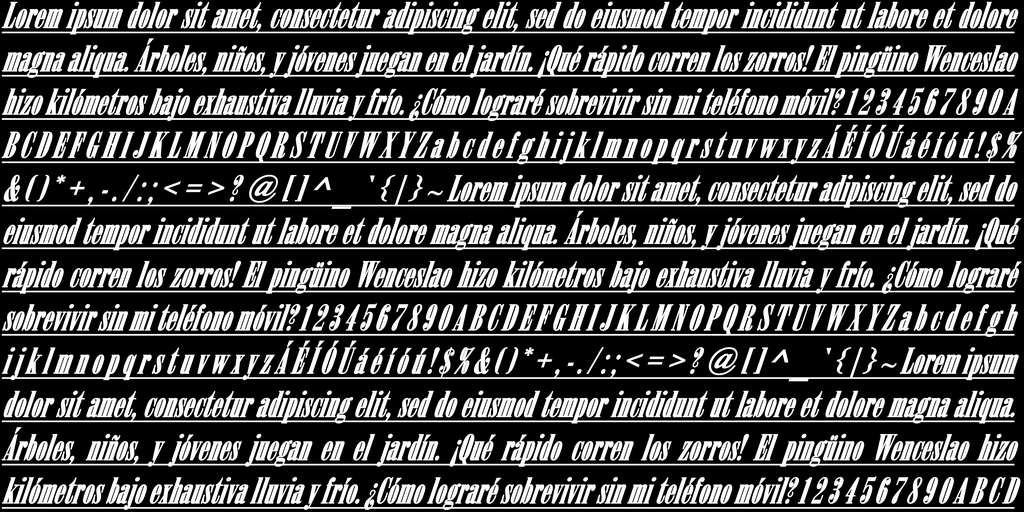 Lorem ipsum dolor sit amet, consectetur adipiscing elit, sed do eiusmod tempor incididunt ut labore et dolore
magna aliqua. Árboles, niños, y jóvenes juegan en el jardín. ¡Qué rápido corren los zorros! El pingüino Wenceslao
hizo kilómetros bajo exhaustiva lluvia y frío. ¿Cómo lograré sobrevivir sin mi teléfono móvil? 1 2 3 4 5 6 7 8 9 0 A
B C D E F G H I J K L M N O P Q R S T U V W X Y Z a b c d e f g h i j k l m n o p q r s t u v w x y z Á É Í Ó Ú á é í ó ú ! $ %
& ( ) * + , - . / : ; < = > ? @ [ ] ^ _ ` { | } ~ Lorem ipsum dolor sit amet, consectetur adipiscing elit, sed do
eiusmod tempor incididunt ut labore et dolore magna aliqua. Árboles, niños, y jóvenes juegan en el jardín. ¡Qué
rápido corren los zorros! El pingüino Wenceslao hizo kilómetros bajo exhaustiva lluvia y frío. ¿Cómo lograré
sobrevivir sin mi teléfono móvil? 1 2 3 4 5 6 7 8 9 0 A B C D E F G H I J K L M N O P Q R S T U V W X Y Z a b c d e f g h
i j k l m n o p q r s t u v w x y z Á É Í Ó Ú á é í ó ú ! $ % & ( ) * + , - . / : ; < = > ? @ [ ] ^ _ ` { | } ~ Lorem ipsum
dolor sit amet, consectetur adipiscing elit, sed do eiusmod tempor incididunt ut labore et dolore magna aliqua.
Árboles, niños, y jóvenes juegan en el jardín. ¡Qué rápido corren los zorros! El pingüino Wenceslao hizo
kilómetros bajo exhaustiva lluvia y frío. ¿Cómo lograré sobrevivir sin mi teléfono móvil? 1 2 3 4 5 6 7 8 9 0 A B C D